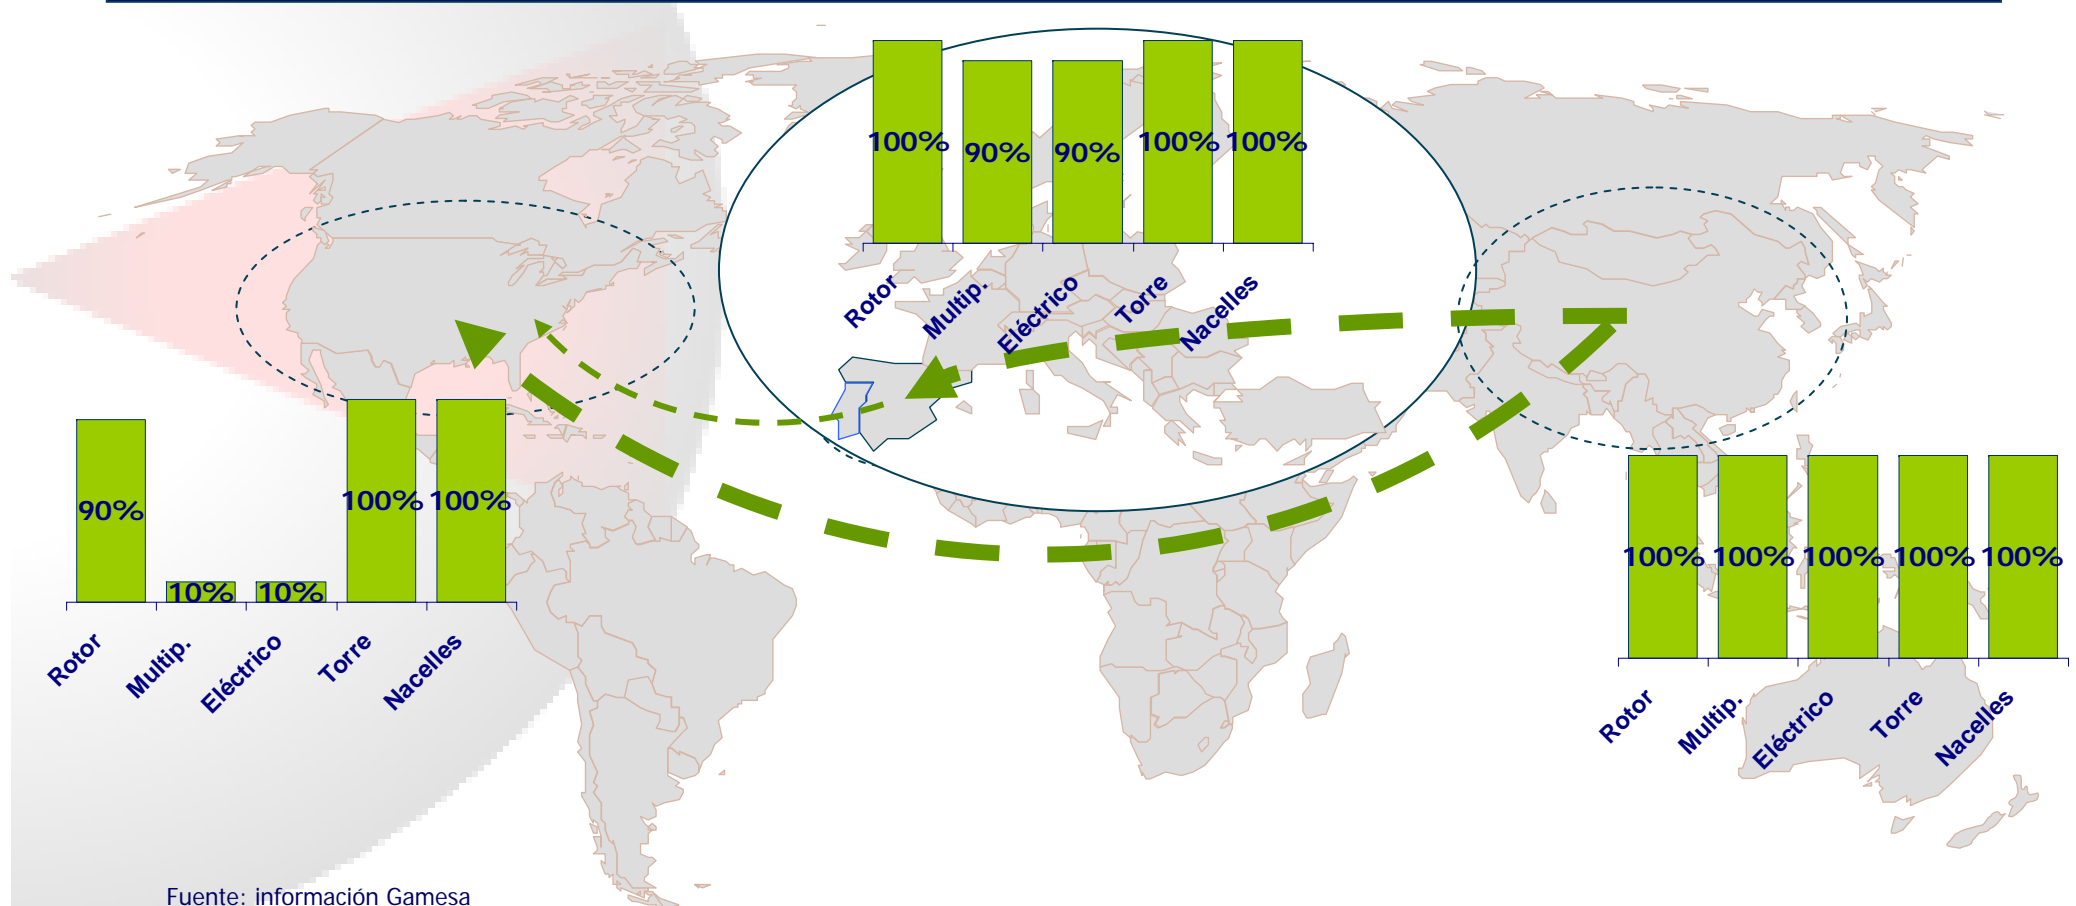 100%
90%
90%
100%
100%
Rotor
Multip.
Eléctrico
Torre
Nacelles
90%
10%
10%
100%
100%
Rotor
Multip.
Eléctrico
Torre
Nacelles
100%
100%
100%
100%
100%
Rotor
Multip.
Eléctrico
Torre
Nacelles
Fuente: información Gamesa